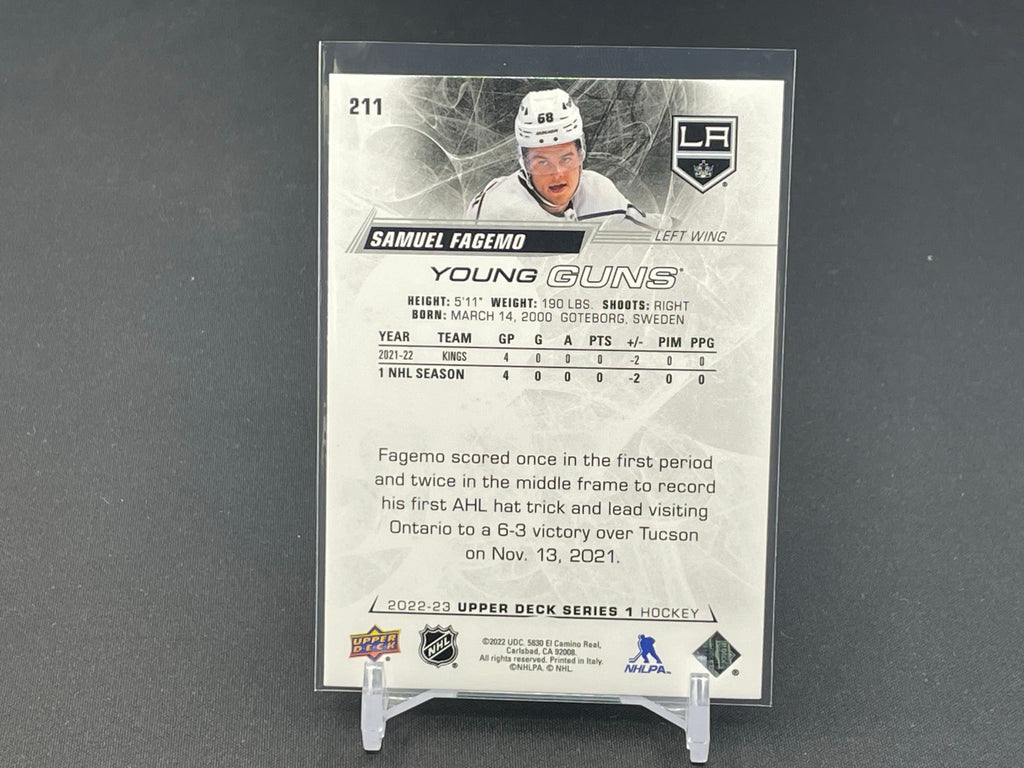 211
68
LA
SAMUEL FAGEMO
LEFT WING
YOUNG GUNS®
HEIGHT: 5'11" WEIGHT: 190 LBS. SHOOTS: RIGHT
BORN: MARCH 14, 2000 GOTEBORG, SWEDEN
YEAR TEAM GP G A PTS +/- PIM PPG
2021-22 KINGS 4 0 0 0 -2 0 0
1 NHL SEASON 4 0 0 0 -2 0 0
Fagemo scored once in the first period
and twice in the middle frame to record
his first AHL hat trick and lead visiting
Ontario to a 6-3 victory over Tucson
on Nov. 13, 2021.
2022-23 UPPER DECK SERIES 1 HOCKEY
UPPER DECK
NHL
©2022 UDC. 5830 El Camino Real,
Carlsbad, CA 92008.
All rights reserved. Printed in Italy.
©NHLPA. © NHL.
NHLPA™